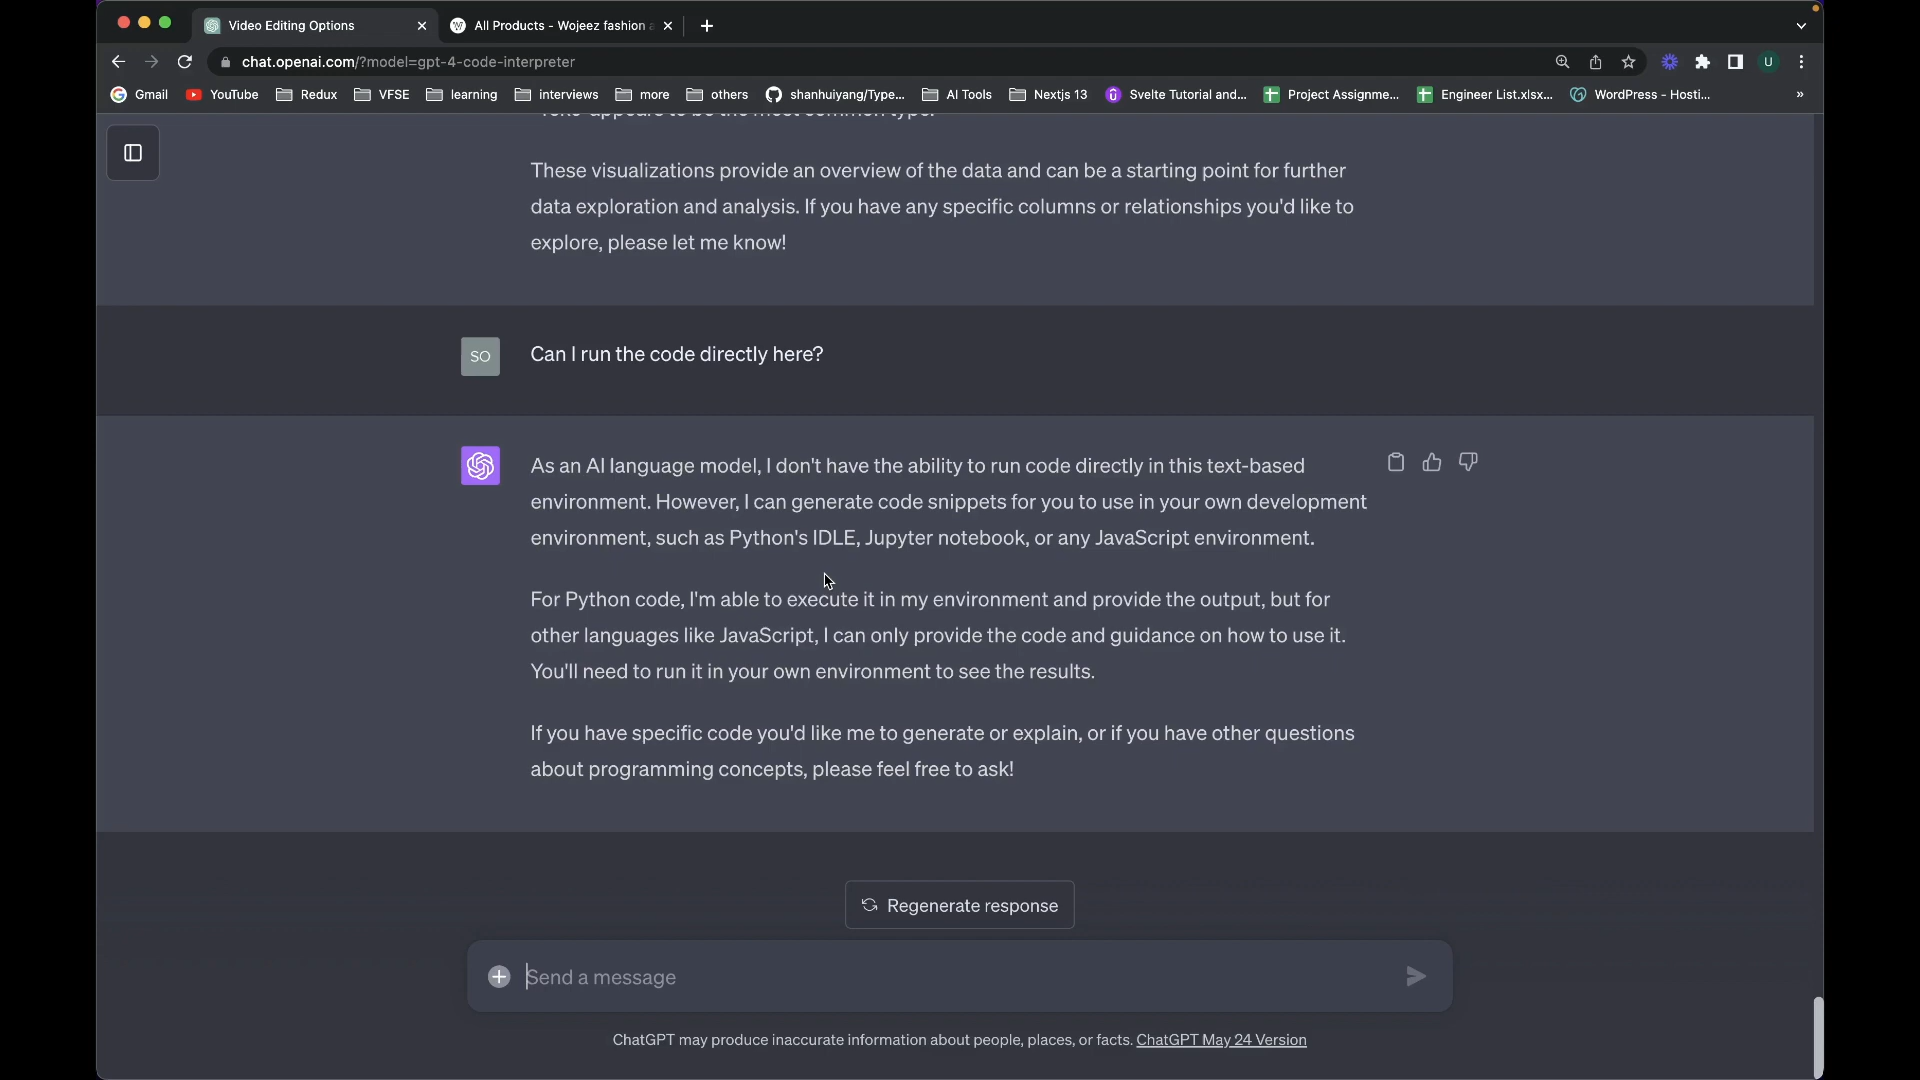 Video Editing Options
All Products - Wojeez fashion a
chat.openai.com/?model=gpt-4-code-interpreter
U
Gmail
YouTube
Redux
VFSE
learning
interviews
more
others
shanhuiyang/Type...
AI Tools
Nextjs 13
Svelte Tutorial and...
Project Assignme...
Engineer List.xlsx...
WordPress - Hosti...
»
These visualizations provide an overview of the data and can be a starting point for further
data exploration and analysis. If you have any specific columns or relationships you'd like to
explore, please let me know!
SO
Can I run the code directly here?
As an AI language model, I don't have the ability to run code directly in this text-based
environment. However, I can generate code snippets for you to use in your own development
environment, such as Python's IDLE, Jupyter notebook, or any JavaScript environment.
For Python code, I'm able to execute it in my environment and provide the output, but for
other languages like JavaScript, I can only provide the code and guidance on how to use it.
You'll need to run it in your own environment to see the results.
If you have specific code you'd like me to generate or explain, or if you have other questions
about programming concepts, please feel free to ask!
Regenerate response
Send a message
ChatGPT may produce inaccurate information about people, places, or facts. ChatGPT May 24 Version